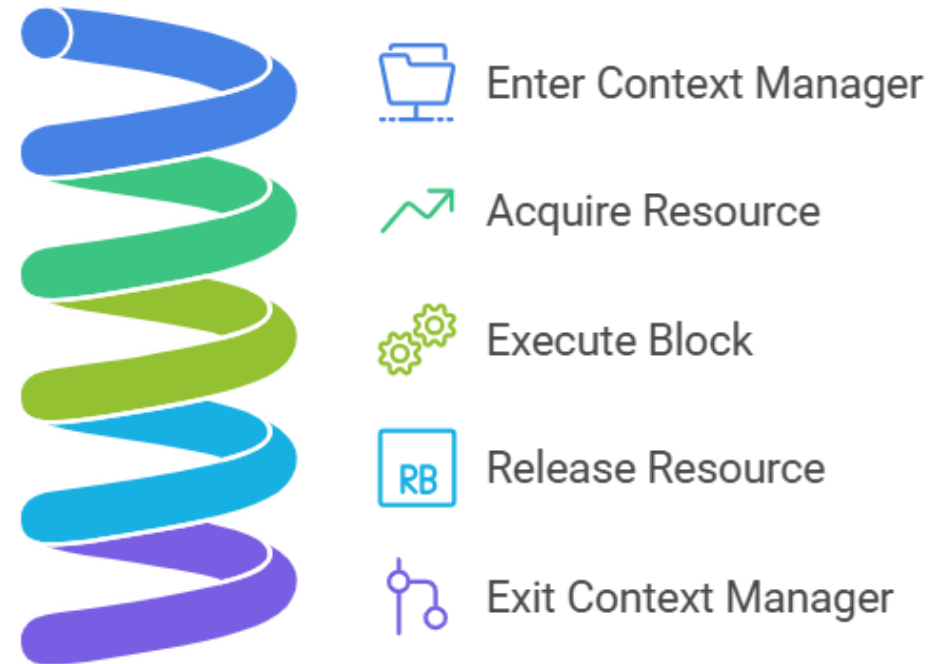 Enter Context Manager
Acquire Resource
Execute Block
RB
Release Resource
Exit Context Manager